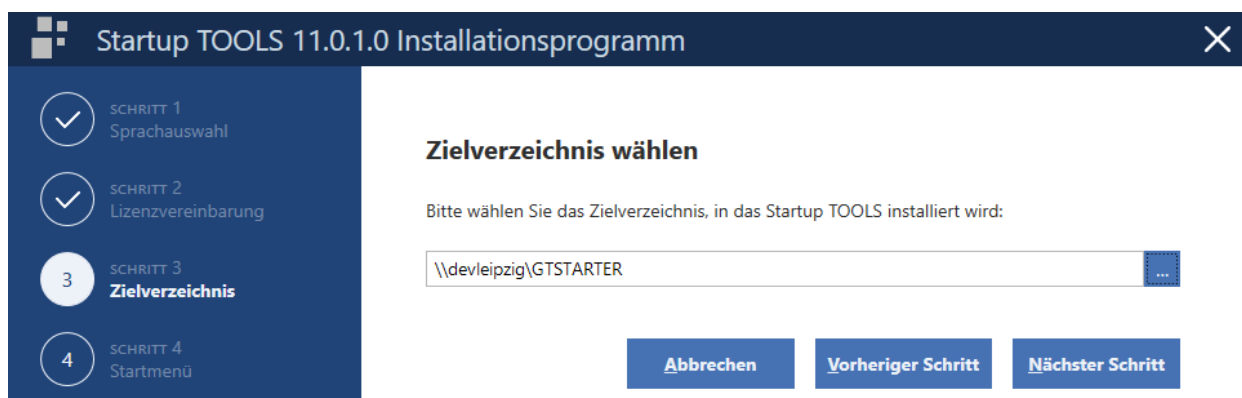 Startup TOOLS 11.0.1.0 Installationsprogramm
SCHRITT 1
Sprachauswahl
SCHRITT 2
Lizenzvereinbarung
3
SCHRITT 3
Zielverzeichnis
4
SCHRITT 4
Startmenü
Zielverzeichnis wählen
Bitte wählen Sie das Zielverzeichnis, in das Startup TOOLS installiert wird:
\\devleipzig\GTSTARTER
...
Abbrechen
Vorheriger Schritt
Nächster Schritt